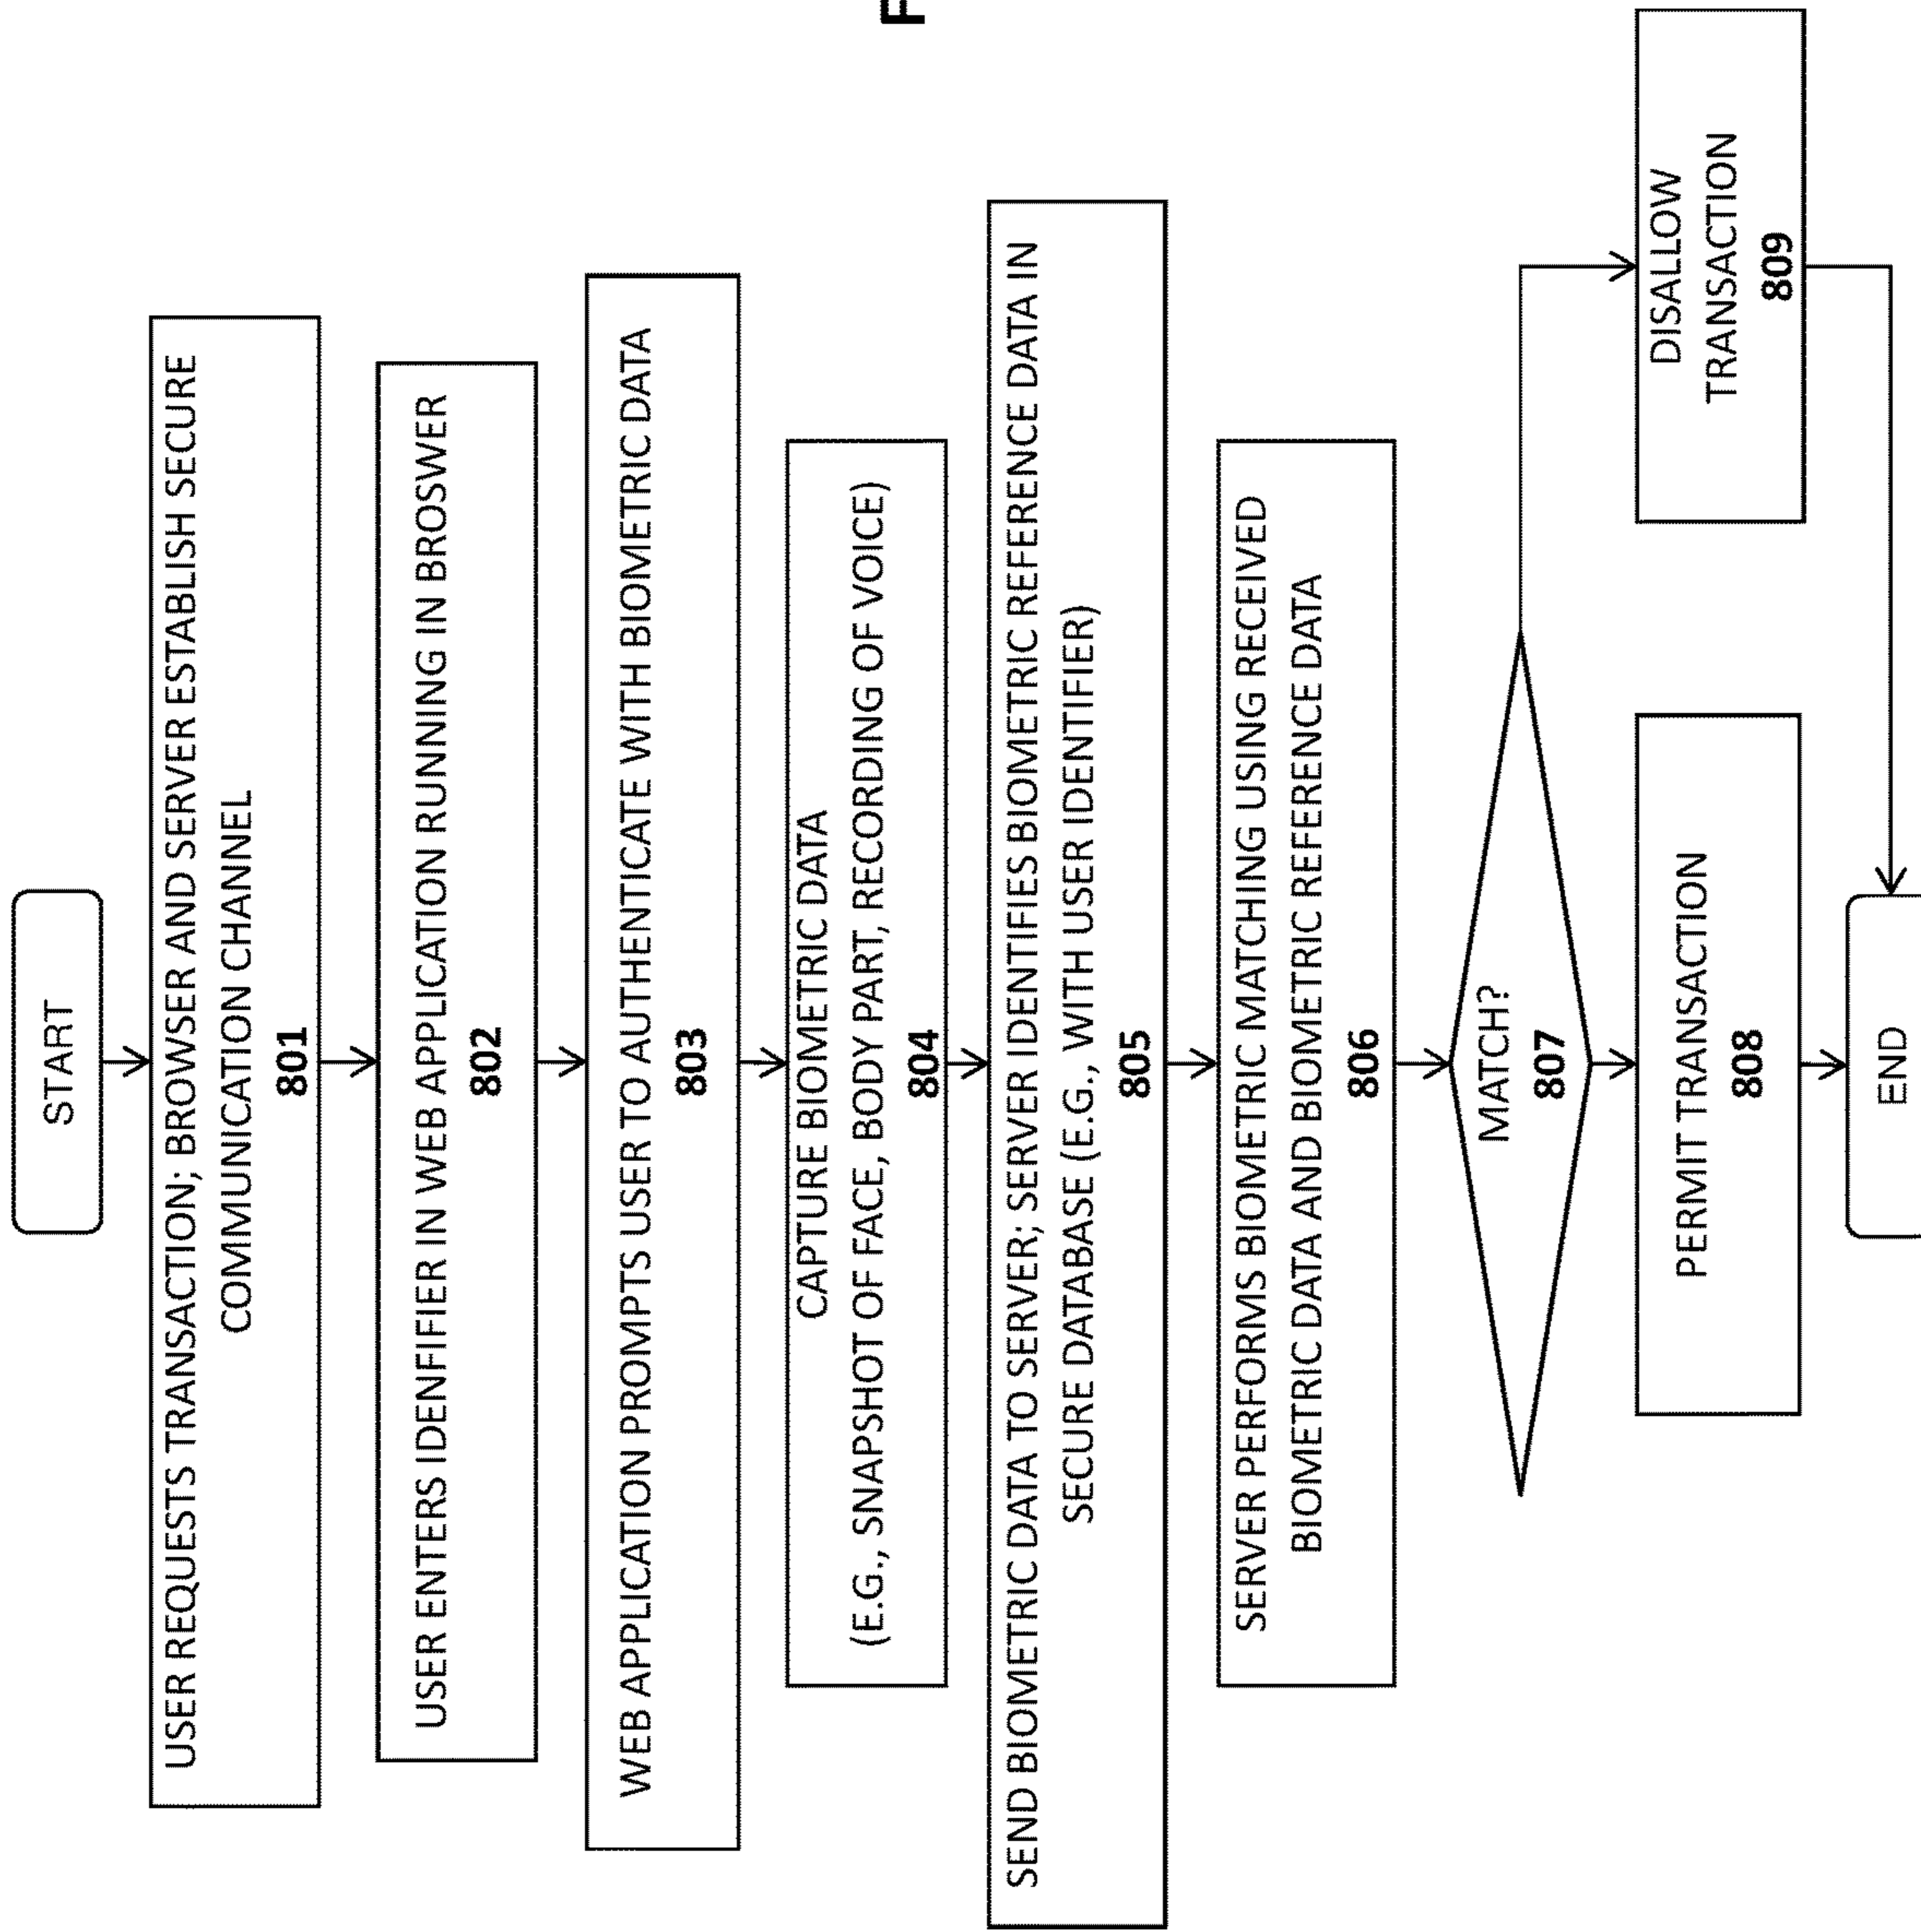 START
USER REQUESTS TRANSACTION; BROWSER AND SERVER ESTABLISH SECURE
COMMUNICATION CHANNEL
801
USER ENTERS IDENFIFIER IN WEB APPLICATION RUNNING IN BROSWER
802
WEB APPLICATION PROMPTS USER TO AUTHENTICATE WITH BIOMETRIC DATA
803
CAPTURE BIOMETRIC DATA
(E.G., SNAPSHOT OF FACE, BODY PART, RECORDING OF VOICE)
804
SEND BIOMETRIC DATA TO SERVER; SERVER IDENTIFIES BIOMETRIC REFERENCE DATA IN
SECURE DATABASE (E.G., WITH USER IDENTIFIER)
805
SERVER PERFORMS BIOMETRIC MATCHING USING RECEIVED
BIOMETRIC DATA AND BIOMETRIC REFERENCE DATA
806
MATCH?
807
PERMIT TRANSACTION
808
DISALLOW
TRANSACTION
809
END